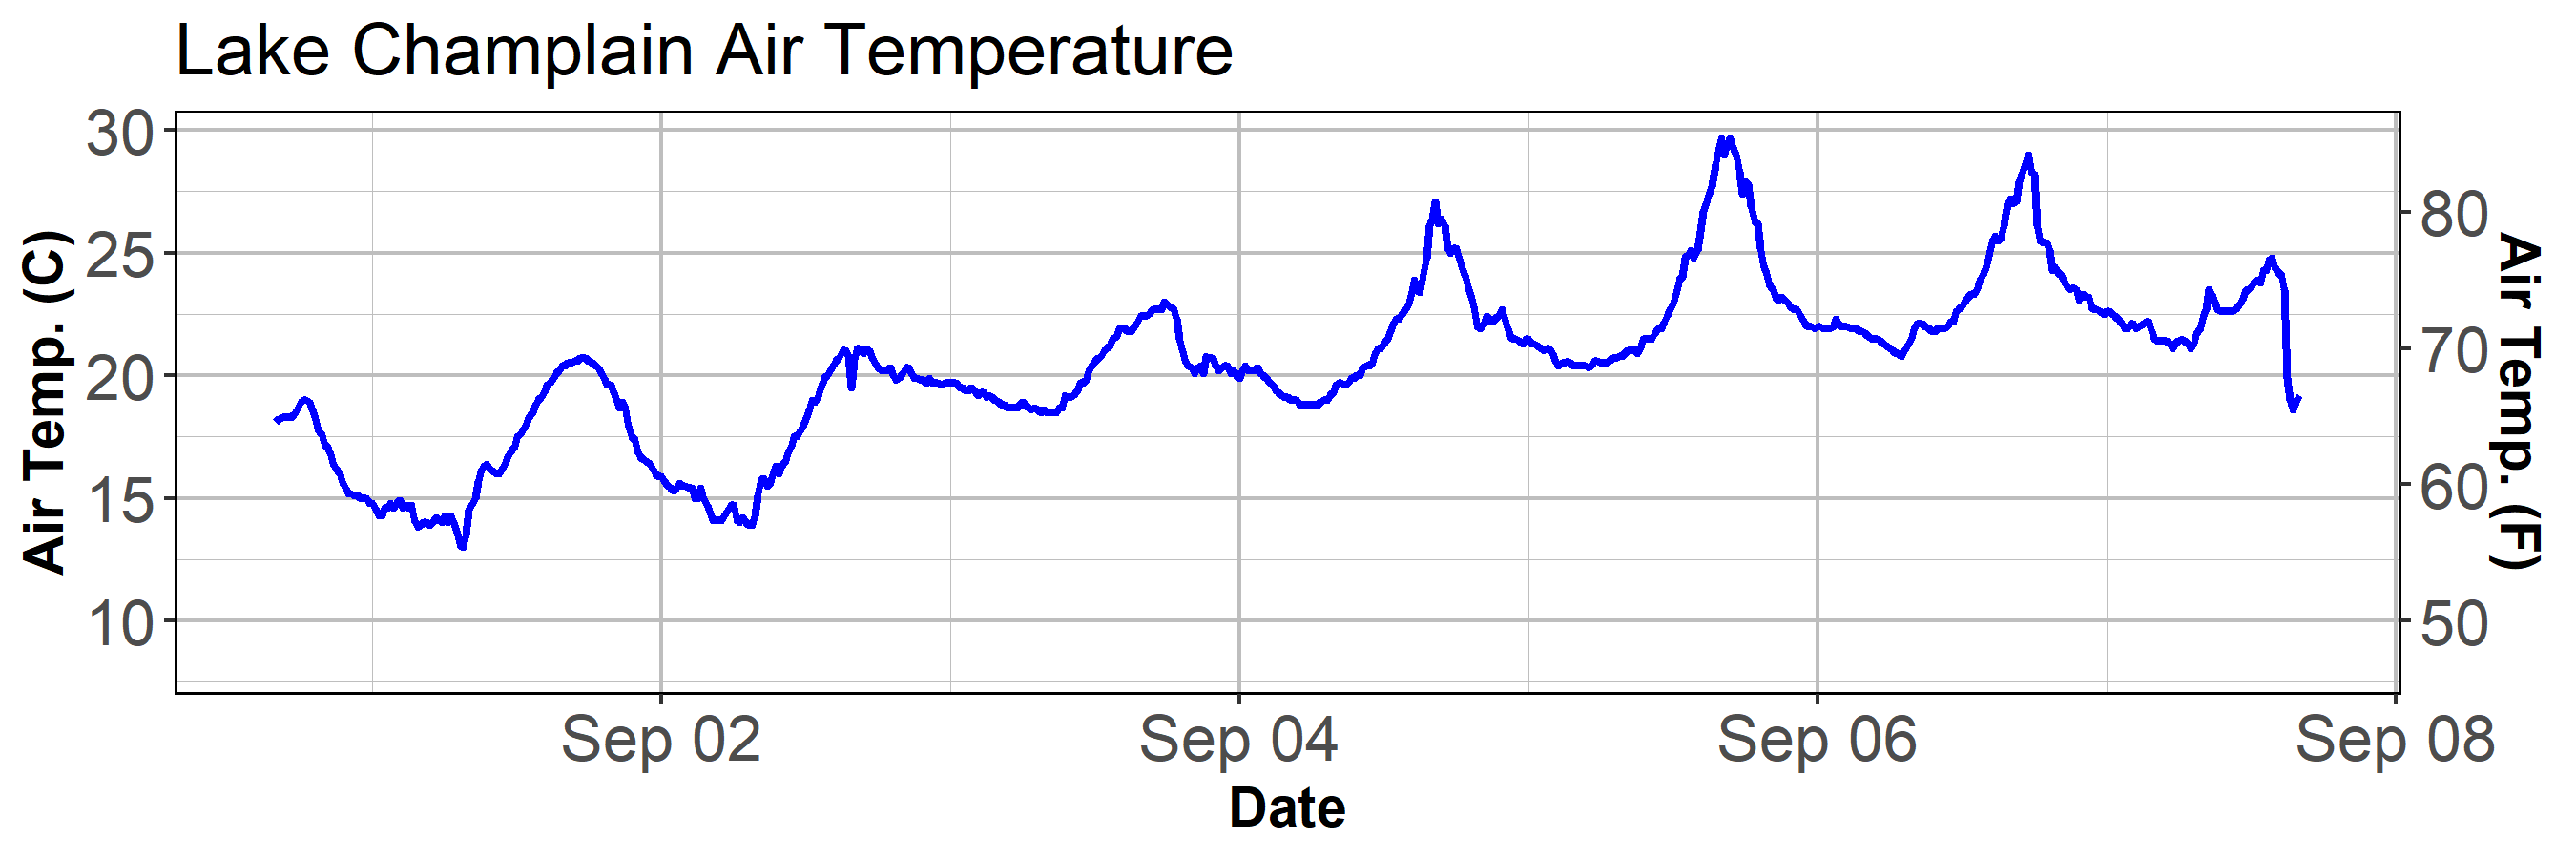 Lake Champlain Air Temperature
Air Temp. (C)
30
25
20
15
10
80
70
60
50
Air Temp. (F)
Sep 02 Sep 04 Sep 06 Sep 08
Date